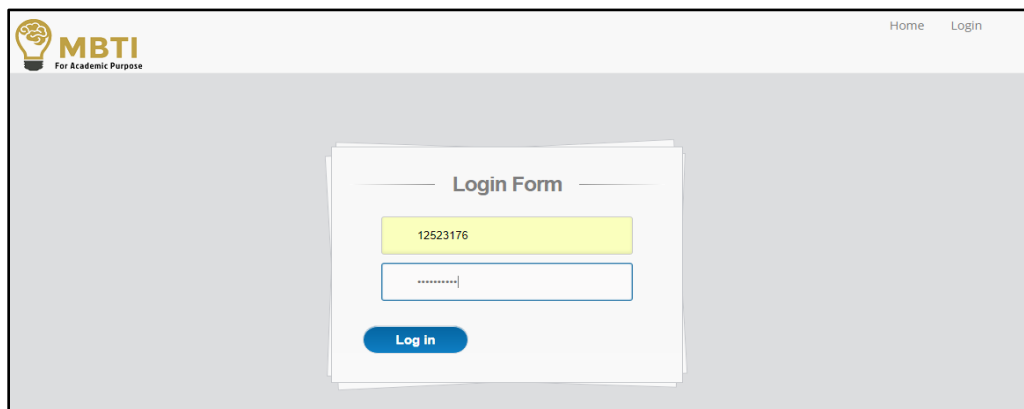 MBTI
For Academic Purpose
Home Login
Login Form
12523176
••••••••••
Log in